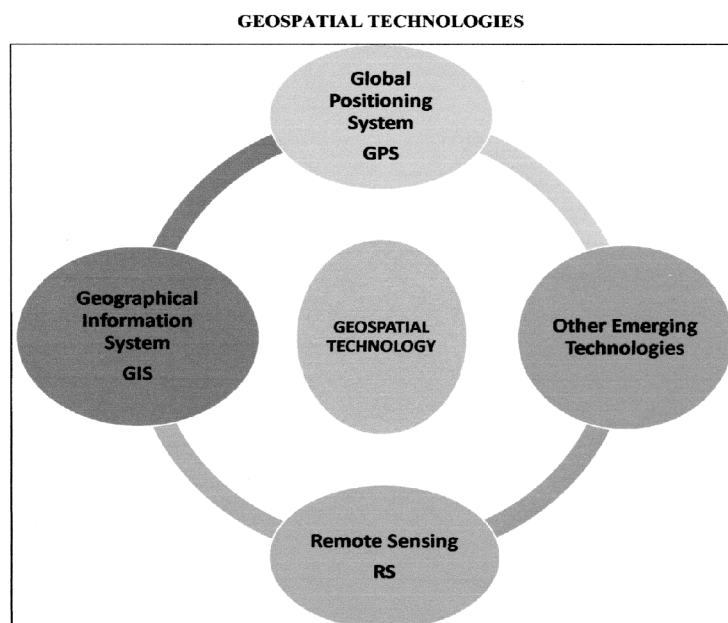 GEOSPATIAL TECHNOLOGIES
Global
Positioning
System
GPS
Geographical
Information
System
GIS
GEOSPATIAL
TECHNOLOGY
Other Emerging
Technologies
Remote Sensing
RS